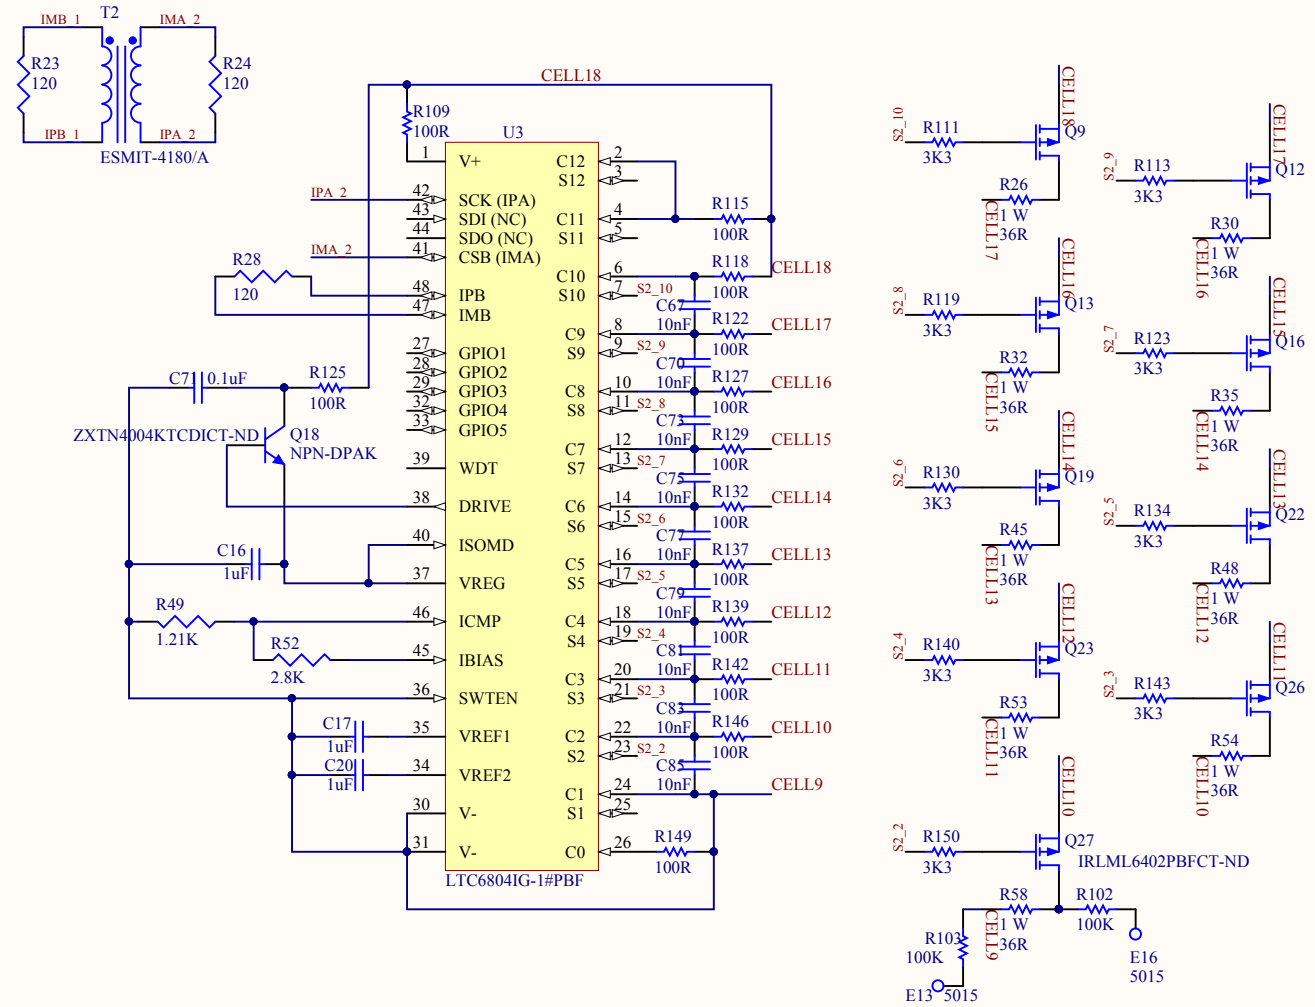 T2
IMB_1
IMA_2
R23
120
R24
120
IPB_1
IPA_2
ESMIT-4180/A
CELL18
R109
100R
U3
1 V+
42 SCK (IPA)
43 SDI (NC)
44 SDO (NC)
41 CSB (IMA)
48 IPB
47 IMB
27 GPIO1
28 GPIO2
29 GPIO3
32 GPIO4
33 GPIO5
39 WDT
38 DRIVE
40 ISOMD
37 VREG
46 ICMP
45 IBIAS
36 SWTEN
35 VREF1
34 VREF2
30 V-
31 V-
C12 2
S12 3
C11 4
S11 5
C10 6
S10 7 S2_10
C9 8
S9 9 S2_9
C8 10
S8 11 S2_8
C7 12
S7 13 S2_7
C6 14
S6 15 S2_6
C5 16
S5 17 S2_5
C4 18
S4 19 S2_4
C3 20
S3 21 S2_3
C2 22
S2 23 S2_2
C1 24
S1 25
C0 26
LTC6804IG-1#PBF
IPA_2
IMA_2
R28
120
C71 0.1uF
R125
100R
ZXTN4004KTCDICT-ND
Q18
NPN-DPAK
C16
1uF
R49
1.21K
R52
2.8K
C17
1uF
C20
1uF
R115
100R
R118
100R
CELL18
C67
10nF
R122
100R
CELL17
C70
10nF
R127
100R
CELL16
C73
10nF
R129
100R
CELL15
C75
10nF
R132
100R
CELL14
C77
10nF
R137
100R
CELL13
C79
10nF
R139
100R
CELL12
C81
10nF
R142
100R
CELL11
C83
10nF
R146
100R
CELL10
C85
10nF
CELL9
R149
100R
S2_10
R111
3K3
CELL18
Q9
R26
1 W
36R
CELL17
S2_9
R113
3K3
CELL17
Q12
R30
1 W
36R
CELL16
S2_8
R119
3K3
CELL16
Q13
R32
1 W
36R
CELL15
S2_7
R123
3K3
CELL15
Q16
R35
1 W
36R
CELL14
S2_6
R130
3K3
CELL14
Q19
R45
1 W
36R
CELL13
S2_5
R134
3K3
CELL13
Q22
R48
1 W
36R
CELL12
S2_4
R140
3K3
CELL12
Q23
R53
1 W
36R
CELL11
S2_3
R143
3K3
CELL11
Q26
R54
1 W
36R
CELL10
S2_2
R150
3K3
CELL10
Q27
IRLML6402PBFCT-ND
R58
1 W
36R
CELL9
R102
100K
R103
100K
E16
5015
E13 5015